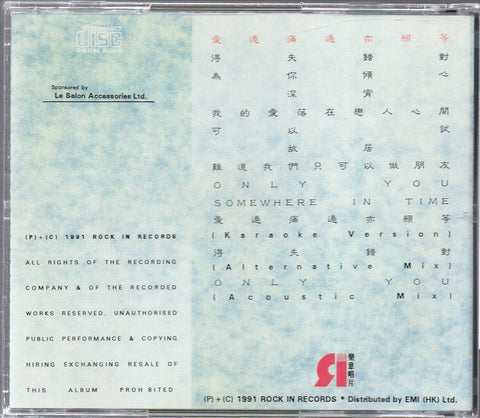 COMPACT
disc
DIGITAL AUDIO
Sponsored by
Le Salon Accessories Ltd.
(P)+(C) 1991 ROCK IN RECORDS
ALL RIGHTS OF THE RECORDING
COMPANY & OF THE RECORDED
WORKS RESERVED. UNAUTHORISED
PUBLIC PERFORMANCE & COPYING
HIRING EXCHANGING RESALE OF
THIS ALBUM PROH BITED
愛過痛過亦願等
得失錯對
為你傾心
深宵
我的愛落在戀人心間
可以試
故居
難道我們只可以做朋友
ONLY YOU
SOMEWHERE IN TIME
愛過痛過亦願等
(Karaoke Version)
得失錯對
(Alternative Mix)
ONLY YOU
(Acoustic Mix)
樂意唱片
(P)+(C) 1991 ROCK IN RECORDS * Distributed by EMI (HK) Ltd.